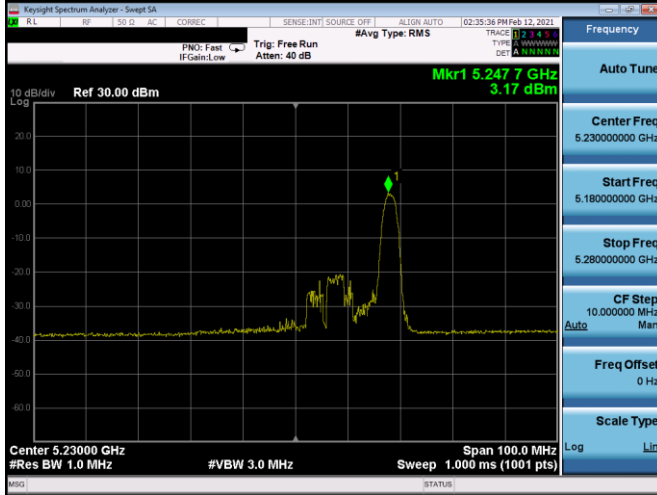 Keysight Spectrum Analyzer - Swept SA
RL RF 50 Ω AC CORREC SENSE:INT SOURCE OFF ALIGN AUTO 02:35:36 PM Feb 12, 2021
#Avg Type: RMS
TRACE 1 2 3 4 5 6
TYPE A WWWWW
DET A N N N N N
PNO: Fast
IFGain:Low
Trig: Free Run
Atten: 40 dB
Mkr1 5.247 7 GHz
3.17 dBm
10 dB/div Ref 30.00 dBm
Log
20.0
10.0
0.00
-10.0
-20.0
-30.0
-40.0
-50.0
-60.0
1
Center 5.23000 GHz
#Res BW 1.0 MHz
#VBW 3.0 MHz
Span 100.0 MHz
Sweep 1.000 ms (1001 pts)
MSG
STATUS
Frequency
Auto Tune
Center Freq
5.230000000 GHz
Start Freq
5.180000000 GHz
Stop Freq
5.280000000 GHz
CF Step
10.000000 MHz
Auto Man
Freq Offset
0 Hz
Scale Type
Log Lin